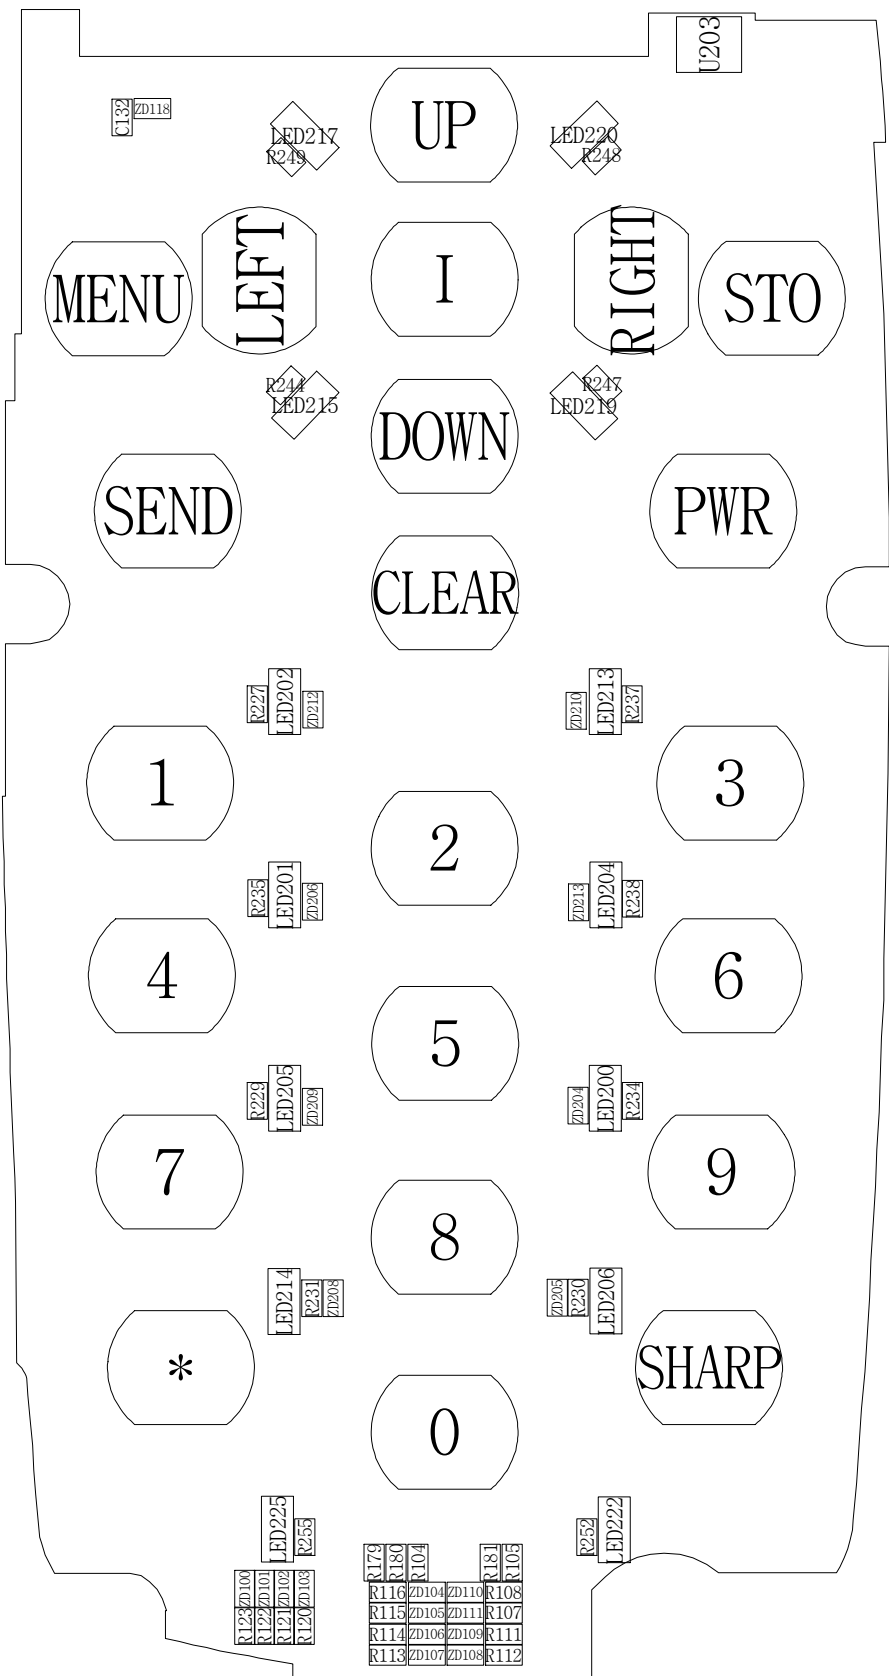 U203
C132
ZD118
UP
LED217
R249
LED220
R248
LEFT
RIGHT
MENU
I
STO
R244
LED215
R247
LED219
DOWN
SEND
PWR
CLEAR
R227
LED202
ZD212
ZD210
LED213
R237
1
3
2
R235
LED201
ZD206
ZD213
LED204
R238
4
6
5
R229
LED205
ZD209
ZD204
LED200
R234
7
9
8
LED214
R231
ZD208
ZD205
R230
LED206
*
SHARP
0
LED225
R255
R252
LED222
R179
R180
R104
R181
R105
ZD100
ZD101
ZD102
ZD103
R123
R122
R121
R120
R116 ZD104 ZD110 R108
R115 ZD105 ZD111 R107
R114 ZD106 ZD109 R111
R113 ZD107 ZD108 R112